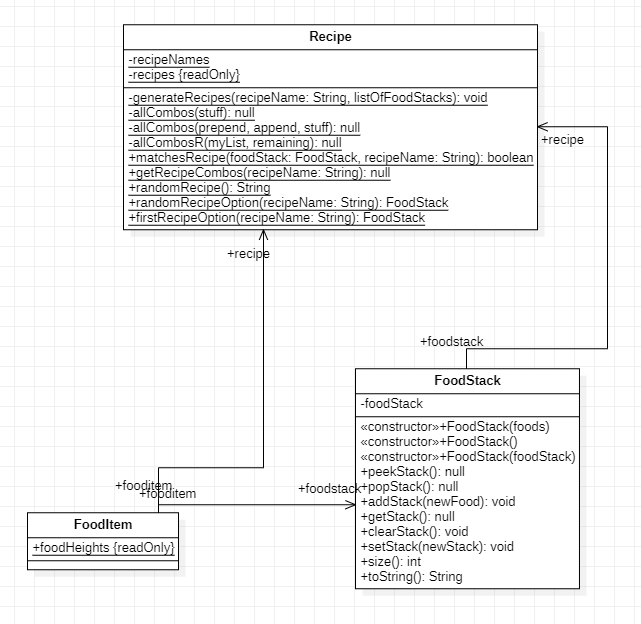 Recipe
-recipeNames
-recipes {readOnly}
-generateRecipes(recipeName: String, listOfFoodStacks): void
-allCombos(stuff): null
-allCombos(prepend, append, stuff): null
-allCombosR(myList, remaining): null
+matchesRecipe(foodStack: FoodStack, recipeName: String): boolean
+getRecipeCombos(recipeName: String): null
+randomRecipe(): String
+randomRecipeOption(recipeName: String): FoodStack
+firstRecipeOption(recipeName: String): FoodStack
+recipe
+recipe
+foodstack
FoodStack
-foodStack
«constructor»+FoodStack(foods)
«constructor»+FoodStack()
«constructor»+FoodStack(foodStack)
+peekStack(): null
+popStack(): null
+addStack(newFood): void
+getStack(): null
+clearStack(): void
+setStack(newStack): void
+size(): int
+toString(): String
+fooditem
+fooditem
+foodstack
FoodItem
+foodHeights {readOnly}